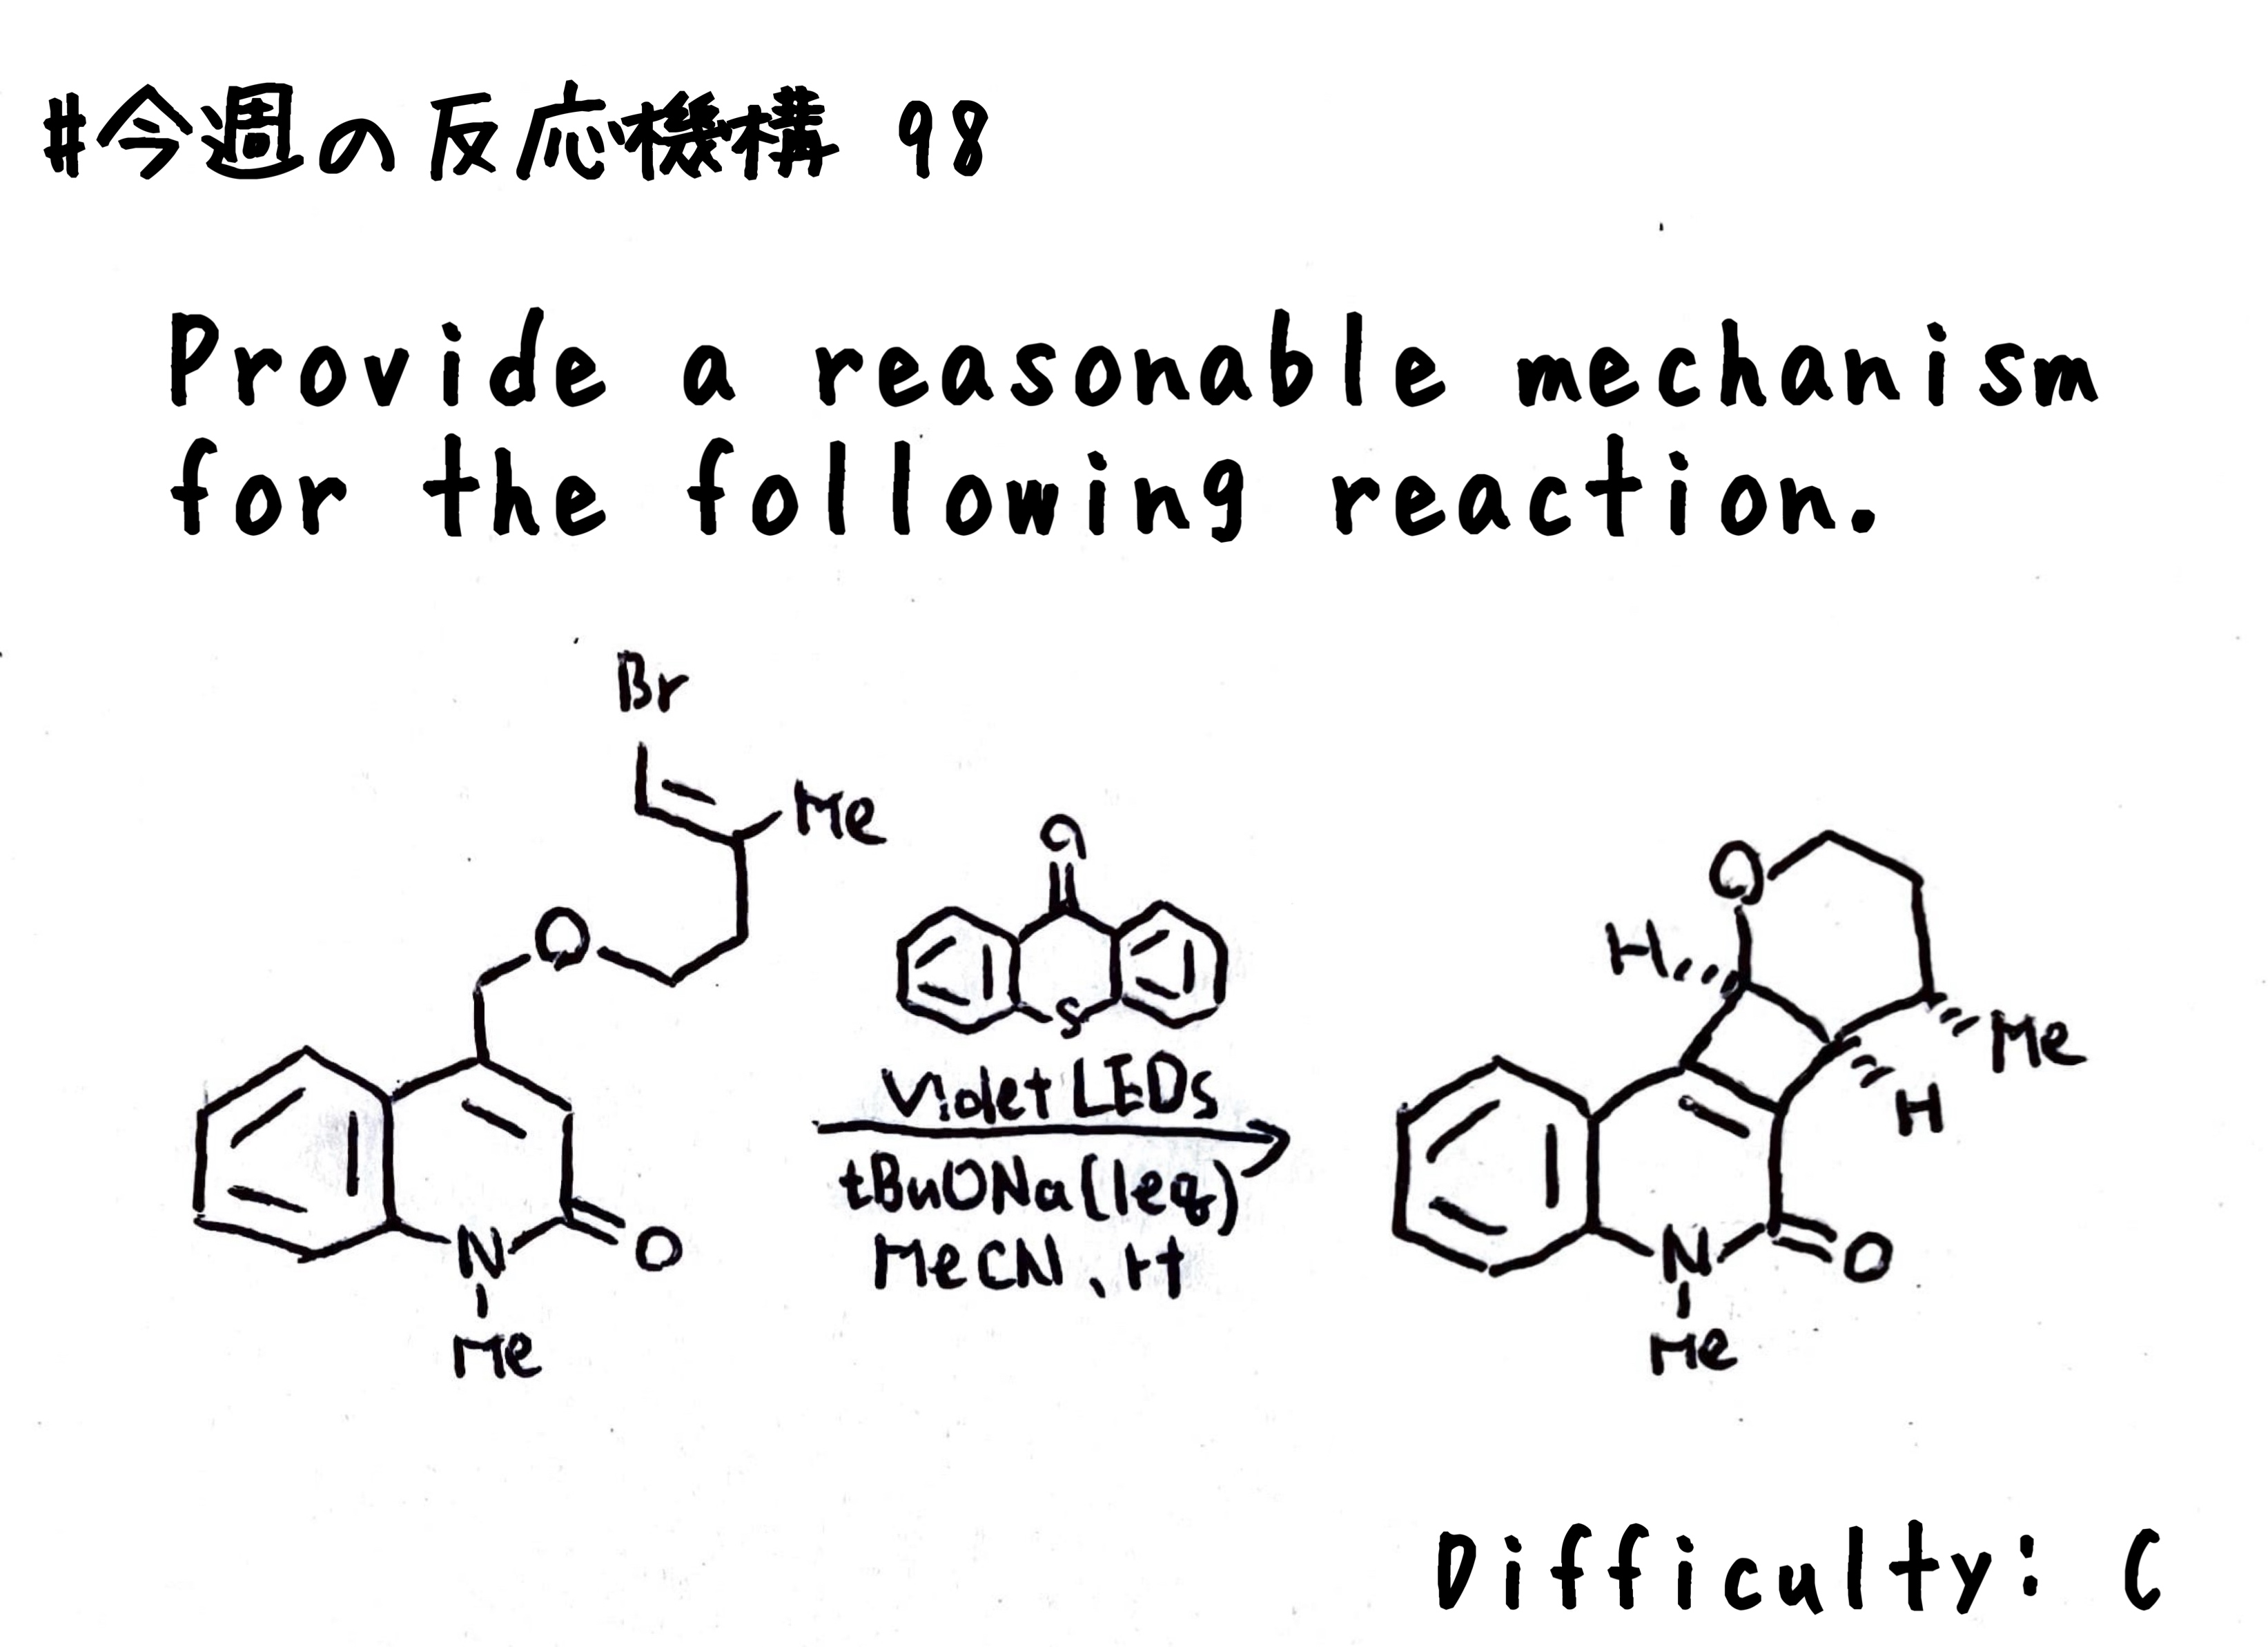 #今週の反応機構 98
Provide a reasonable mechanism
for the following reaction.
Br
Me
O
O
S
N
O
Me
Violet LEDs
tBuONa(1eq)
MeCN, rt
O
H
Me
H
N
O
Me
Difficulty: C